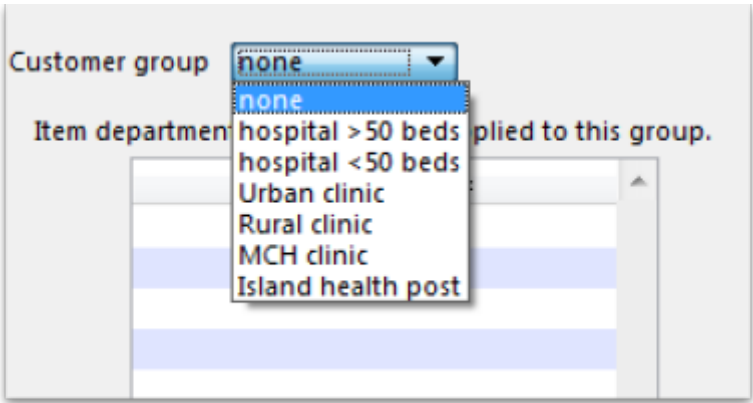 Customer group none
none
Item departmen hospital >50 beds plied to this group.
hospital <50 beds
Urban clinic
Rural clinic
MCH clinic
Island health post